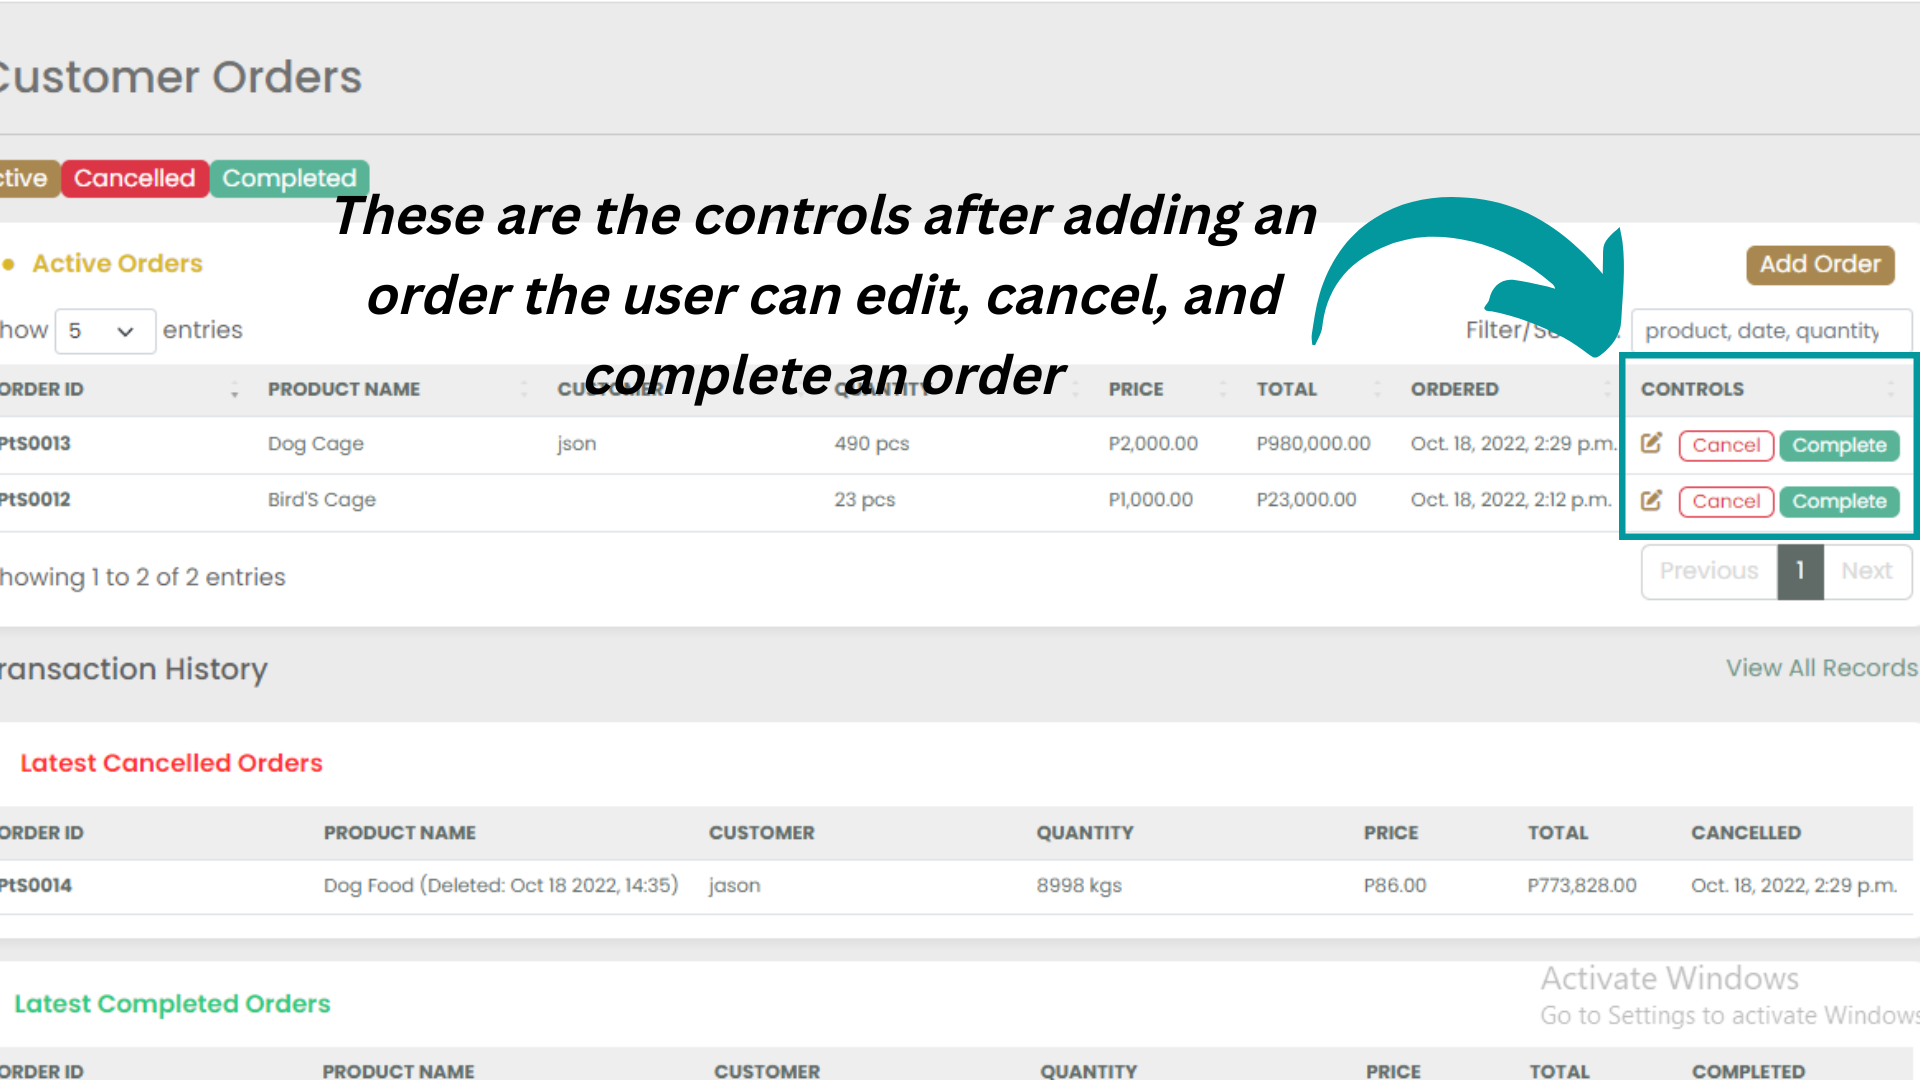 Customer Orders
ctive Cancelled Completed
These are the controls after adding an
order the user can edit, cancel, and
complete an order
Active Orders
Add Order
how 5 entries
Filter/Se product, date, quantity
ORDER ID PRODUCT NAME CUSTOMER QUANTITY PRICE TOTAL ORDERED CONTROLS
PtS0013 Dog Cage json 490 pcs P2,000.00 P980,000.00 Oct. 18, 2022, 2:29 p.m. Cancel Complete
PtS0012 Bird'S Cage 23 pcs P1,000.00 P23,000.00 Oct. 18, 2022, 2:12 p.m. Cancel Complete
howing 1 to 2 of 2 entries
Previous 1 Next
ransaction History
View All Records
Latest Cancelled Orders
ORDER ID PRODUCT NAME CUSTOMER QUANTITY PRICE TOTAL CANCELLED
PtS0014 Dog Food (Deleted: Oct 18 2022, 14:35) jason 8998 kgs P86.00 P773,828.00 Oct. 18, 2022, 2:29 p.m.
Latest Completed Orders
Activate Windows
Go to Settings to activate Windows
ORDER ID PRODUCT NAME CUSTOMER QUANTITY PRICE TOTAL COMPLETED